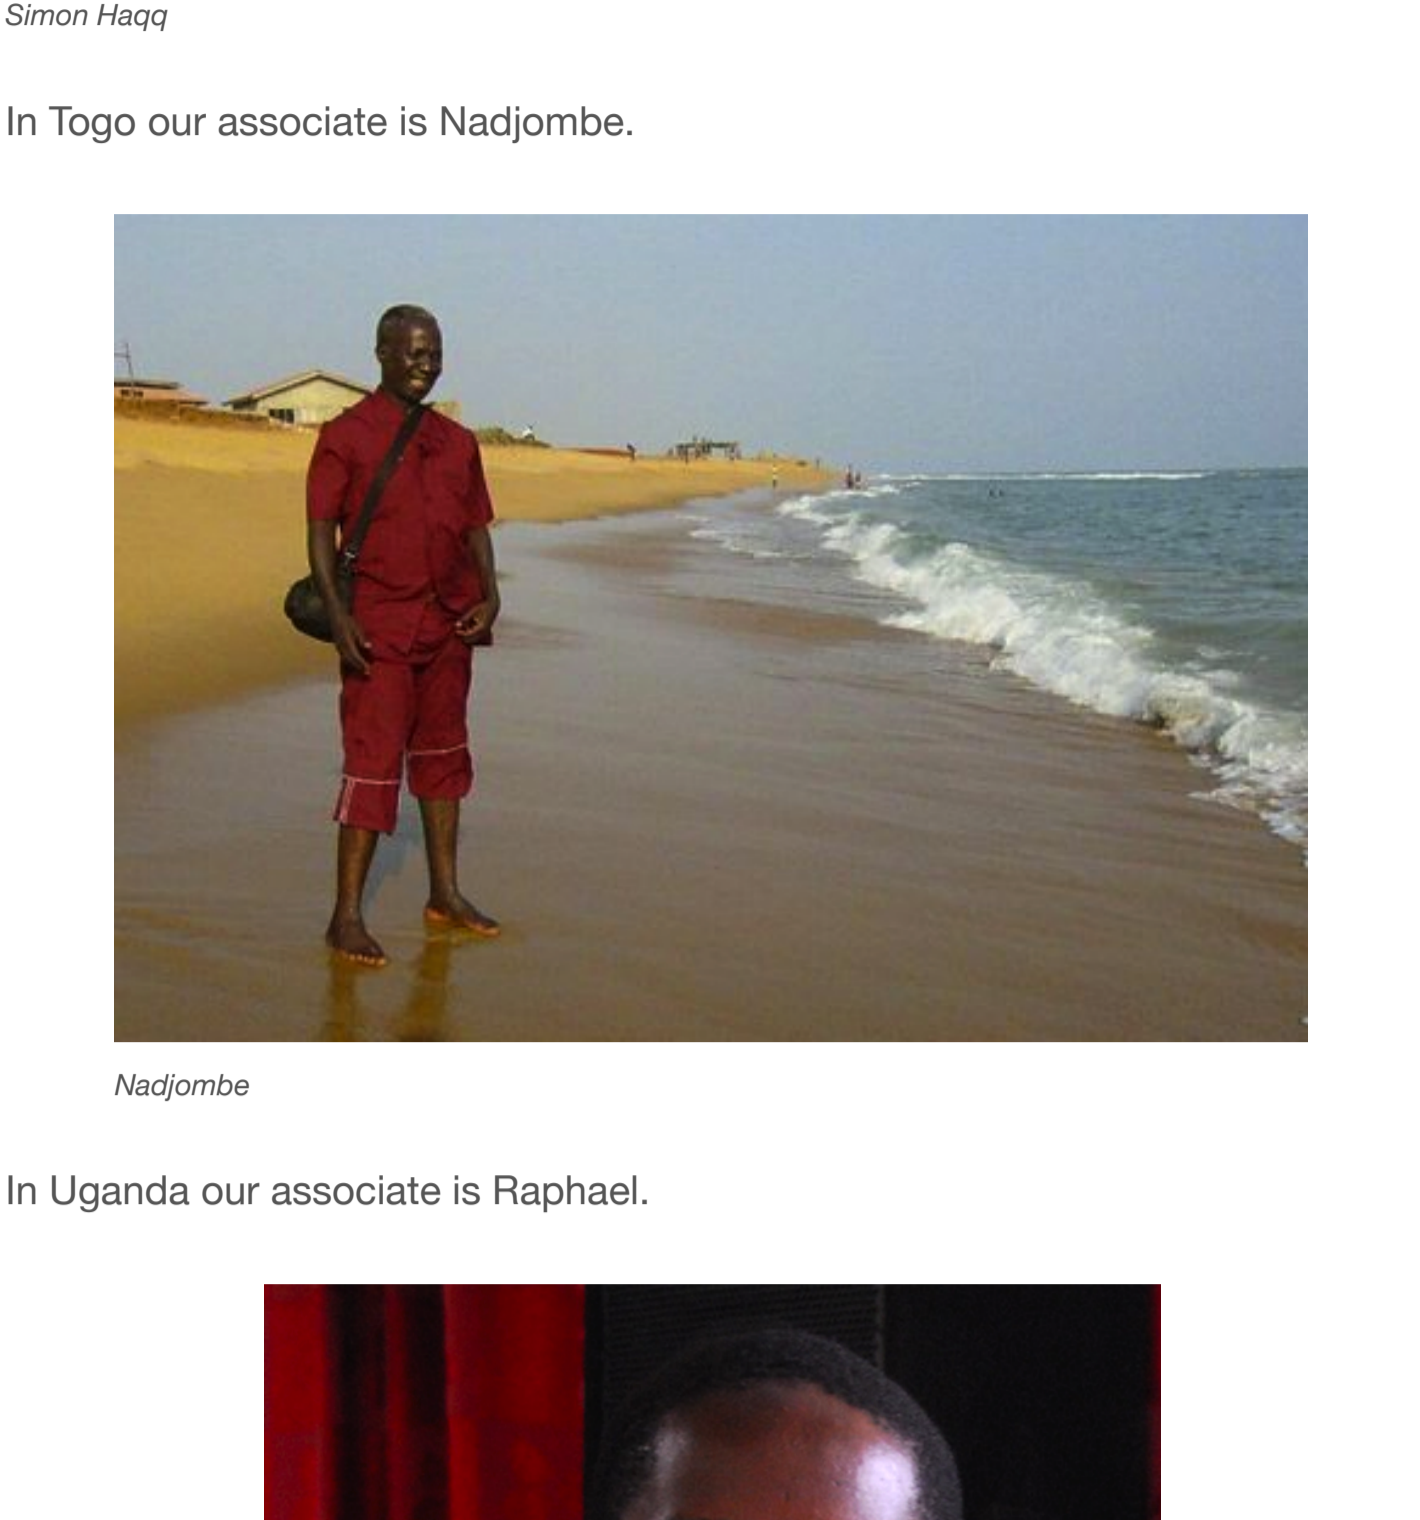 Simon Haqq
In Togo our associate is Nadjombe.
Nadjombe
In Uganda our associate is Raphael.